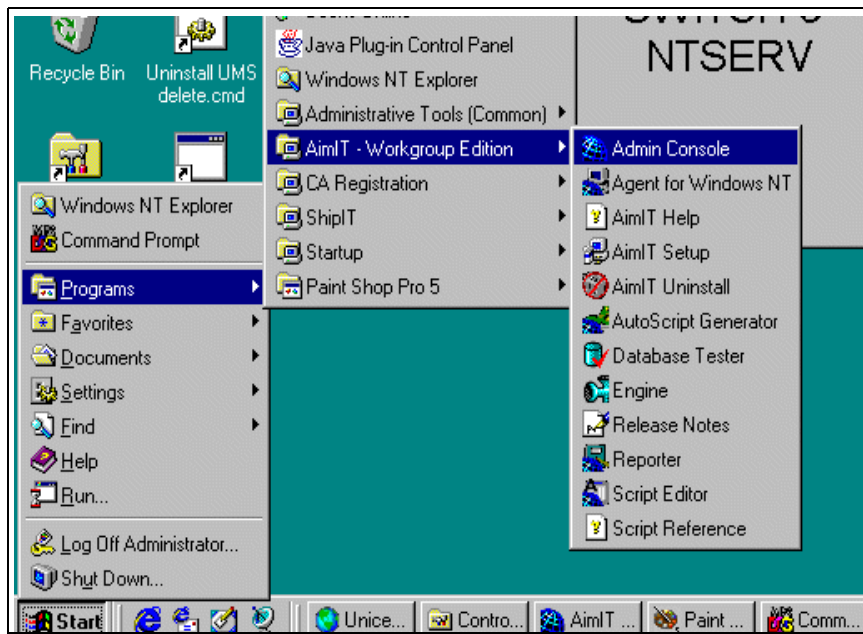 Recycle Bin
Uninstall UMS
delete.cmd
NTSERV
Java Plug-in Control Panel
Windows NT Explorer
Administrative Tools (Common)
AimIT - Workgroup Edition
CA Registration
ShipIT
Startup
Paint Shop Pro 5
Admin Console
Agent for Windows NT
AimIT Help
AimIT Setup
AimIT Uninstall
AutoScript Generator
Database Tester
Engine
Release Notes
Reporter
Script Editor
Script Reference
Windows NT Explorer
Command Prompt
Programs
Favorites
Documents
Settings
Find
Help
Run...
Log Off Administrator...
Shut Down...
Start
Unice...
Contro...
AimIT ...
Paint ...
Comm...